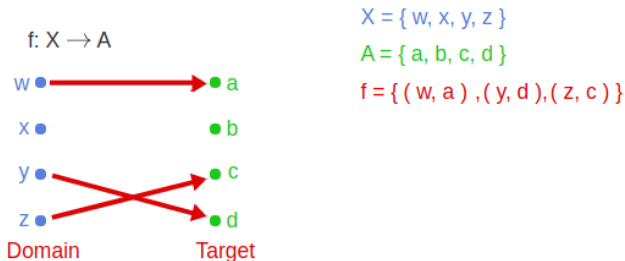 f: X → A
w
a
x
b
y
c
z
d
Domain
Target
X = { w, x, y, z }
A = { a, b, c, d }
f = { ( w, a ) ,( y, d ),( z, c ) }